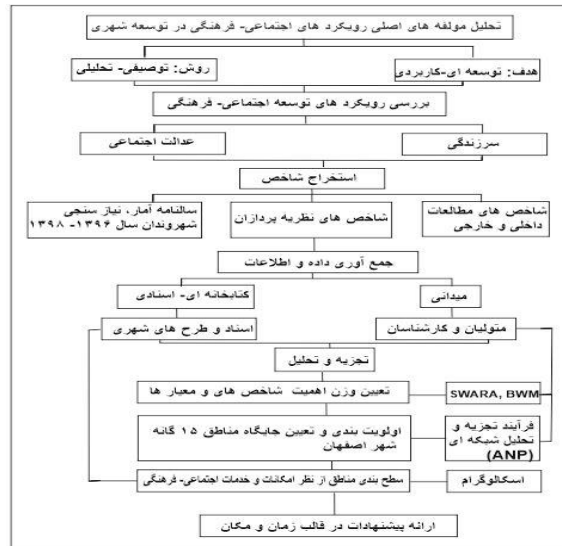 تحلیل مولفه های اصلی رویکرد های اجتماعی- فرهنگی در توسعه شهری
هدف: توسعه ای-کاربردی
روش: توصیفی- تحلیلی
بررسی رویکرد های توسعه اجتماعی- فرهنگی
سرزندگی
عدالت اجتماعی
استخراج شاخص
شاخص های مطالعات
داخلی و خارجی
شاخص های نظریه پردازان
سالنامه آمار، نیاز سنجی
شهروندان سال ۱۳۹۶- ۱۳۹۸
جمع آوری داده و اطلاعات
میدانی
کتابخانه ای- اسنادی
متولیان و کارشناسان
اسناد و طرح های شهری
تجزیه و تحلیل
تعیین وزن اهمیت شاخص های و معیار ها
SWARA, BWM
اولویت بندی و تعیین جایگاه مناطق ۱۵ گانه
شهر اصفهان
فرآیند تجزیه و
تحلیل شبکه ای
(ANP)
سطح بندی مناطق از نظر امکانات و خدمات اجتماعی- فرهنگی
اسکالوگرام
ارائه پیشنهادات در قالب زمان و مکان